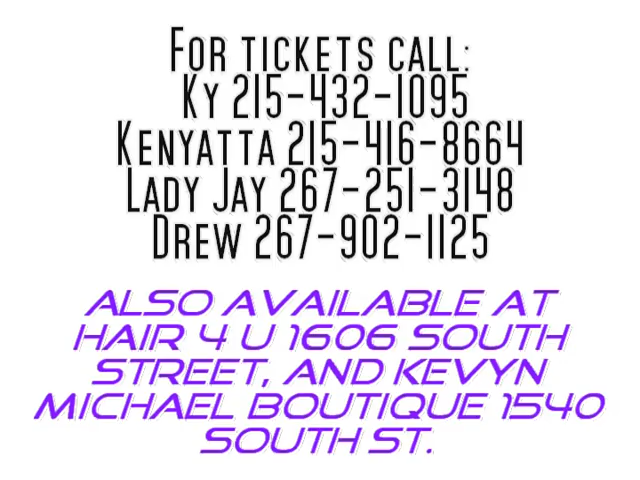 For tickets call:
Ky 215-432-1095
Kenyatta 215-416-8664
Lady Jay 267-251-3148
Drew 267-902-1125
ALSO AVAILABLE AT
HAIR 4 U 1606 SOUTH
STREET, AND KEVYN
MICHAEL BOUTIQUE 1540
SOUTH ST.